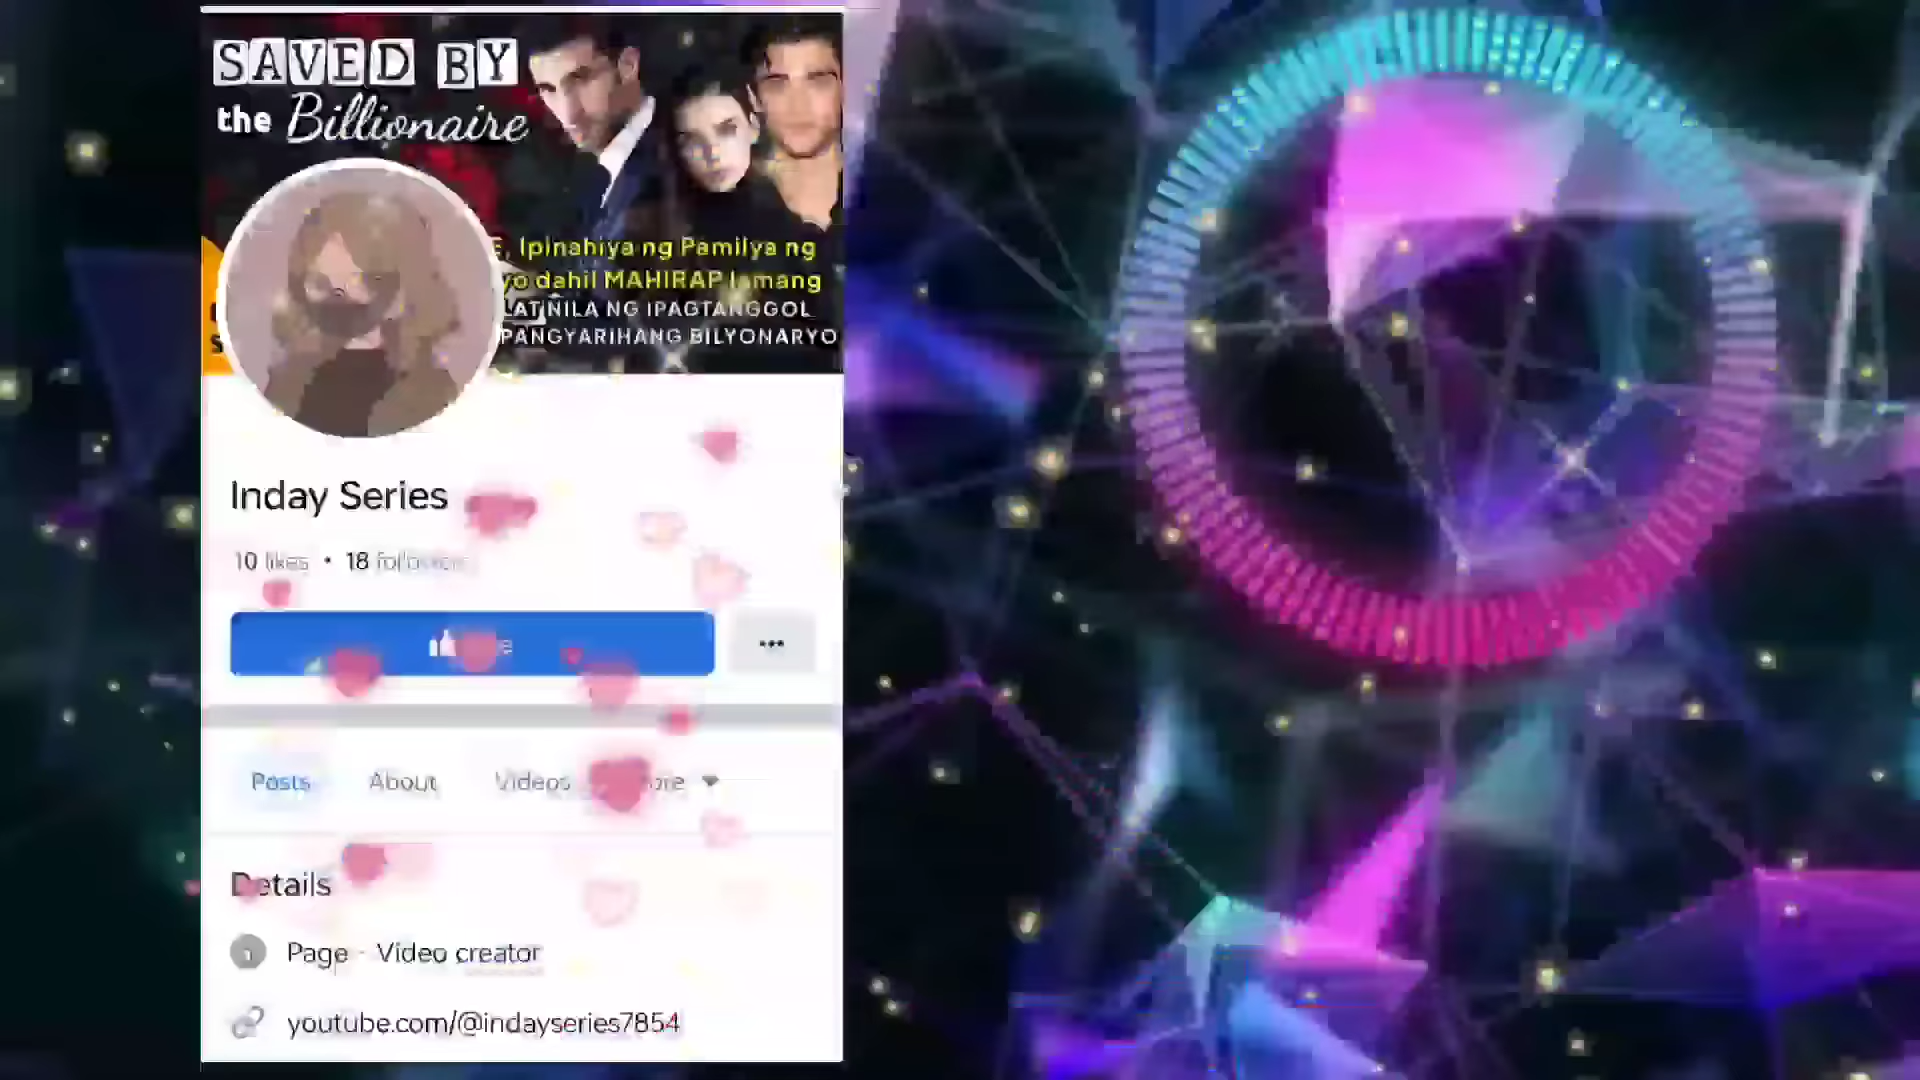 SAVED BY
the Billionaire
, Ipinahiya ng Pamilya ng
yo dahil MAHIRAP lamang
NILA NG IPAGTANGGOL
PANGYARIHANG BILYONARYO
Inday Series
10 likes • 18
...
Posts About Videos
Details
Page · Video creator
youtube.com/@indayseries7854